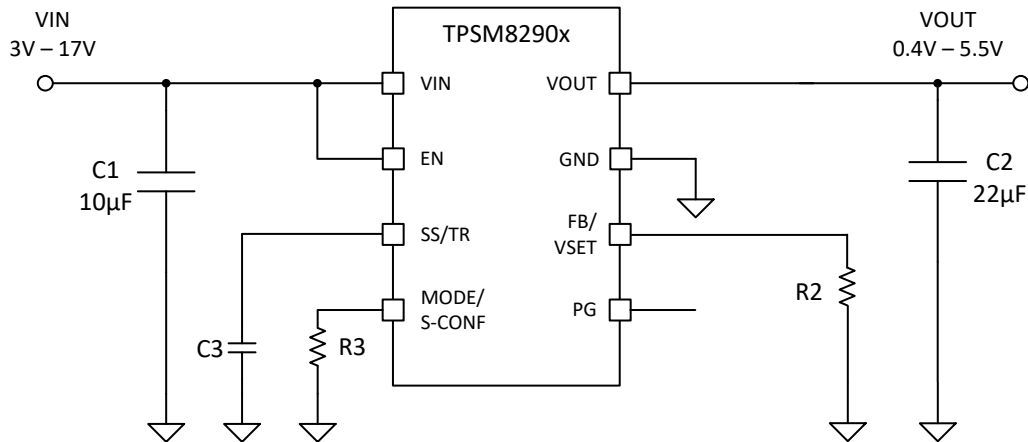 VIN
3V – 17V
TPSM8290x
VOUT
0.4V – 5.5V
VIN
VOUT
EN
GND
C1
10µF
C2
22µF
SS/TR
FB/
VSET
R2
MODE/
S-CONF
PG
C3
R3